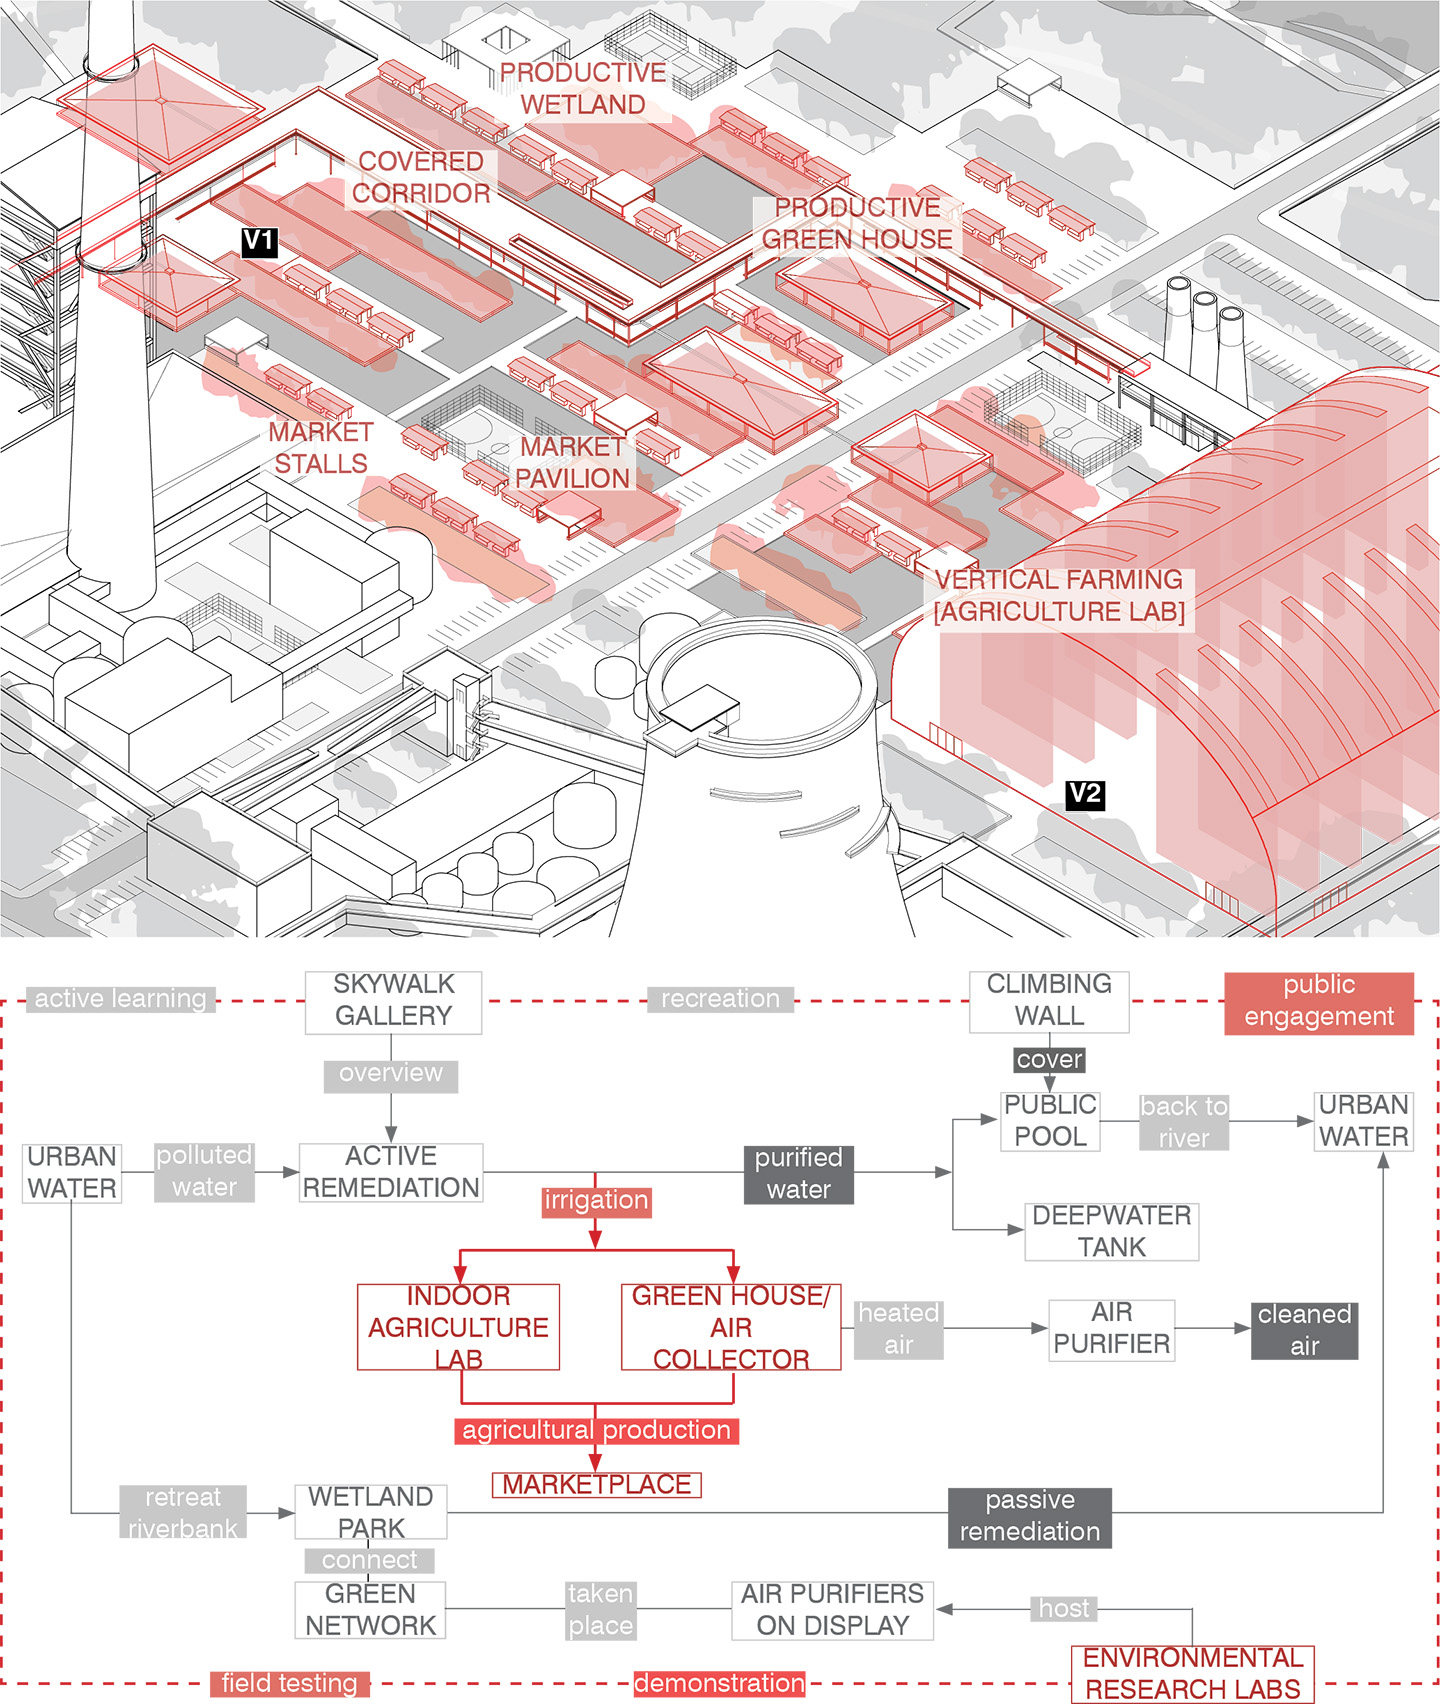 PRODUCTIVE
WETLAND
COVERED
CORRIDOR
PRODUCTIVE
GREEN HOUSE
V1
MARKET
STALLS
MARKET
PAVILION
VERTICAL FARMING
[AGRICULTURE LAB]
V2
active learning
SKYWALK
GALLERY
recreation
CLIMBING
WALL
public
engagement
overview
cover
URBAN
WATER
polluted
water
ACTIVE
REMEDIATION
purified
water
PUBLIC
POOL
back to
river
URBAN
WATER
irrigation
DEEPWATER
TANK
INDOOR
AGRICULTURE
LAB
GREEN HOUSE/
AIR
COLLECTOR
heated
air
AIR
PURIFIER
cleaned
air
agricultural production
MARKETPLACE
retreat
riverbank
WETLAND
PARK
passive
remediation
connect
GREEN
NETWORK
taken
place
AIR PURIFIERS
ON DISPLAY
host
ENVIRONMENTAL
RESEARCH LABS
field testing
demonstration